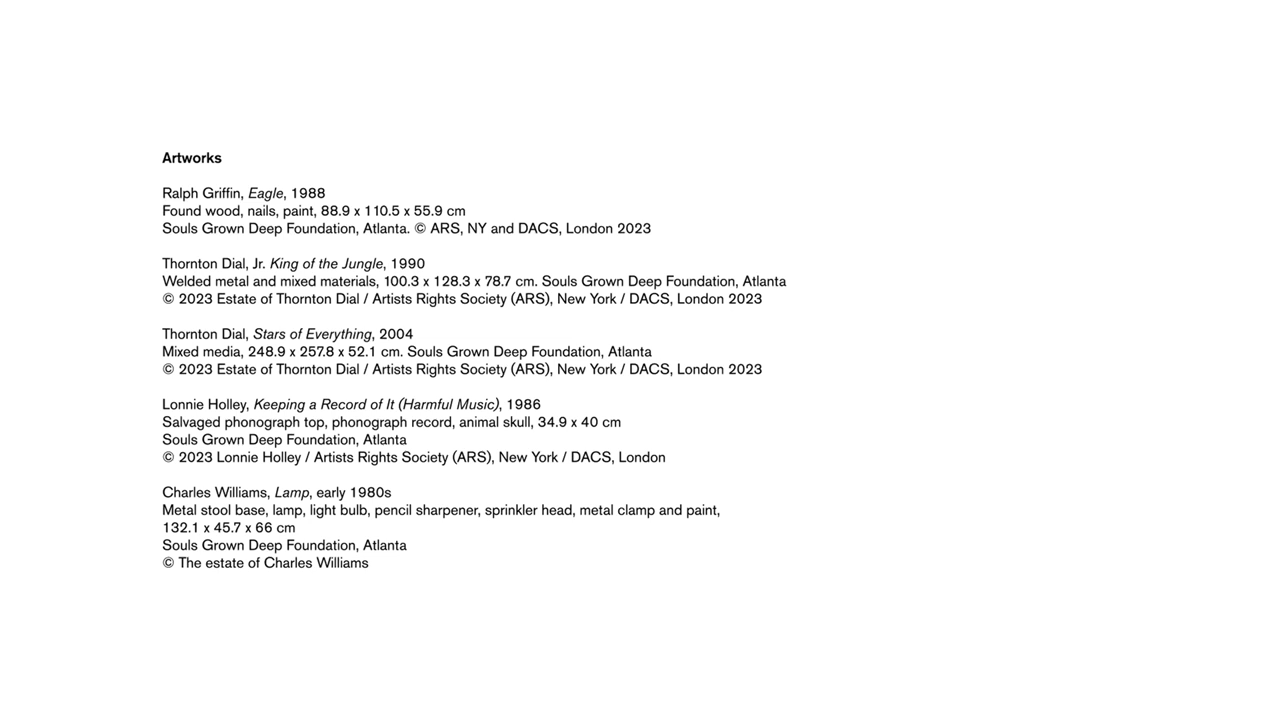 Artworks
Ralph Griffin, Eagle, 1988
Found wood, nails, paint, 88.9 x 110.5 x 55.9 cm
Souls Grown Deep Foundation, Atlanta. © ARS, NY and DACS, London 2023
Thornton Dial, Jr. King of the Jungle, 1990
Welded metal and mixed materials, 100.3 x 128.3 x 78.7 cm. Souls Grown Deep Foundation, Atlanta
© 2023 Estate of Thornton Dial / Artists Rights Society (ARS), New York / DACS, London 2023
Thornton Dial, Stars of Everything, 2004
Mixed media, 248.9 x 257.8 x 52.1 cm. Souls Grown Deep Foundation, Atlanta
© 2023 Estate of Thornton Dial / Artists Rights Society (ARS), New York / DACS, London 2023
Lonnie Holley, Keeping a Record of It (Harmful Music), 1986
Salvaged phonograph top, phonograph record, animal skull, 34.9 x 40 cm
Souls Grown Deep Foundation, Atlanta
© 2023 Lonnie Holley / Artists Rights Society (ARS), New York / DACS, London
Charles Williams, Lamp, early 1980s
Metal stool base, lamp, light bulb, pencil sharpener, sprinkler head, metal clamp and paint,
132.1 x 45.7 x 66 cm
Souls Grown Deep Foundation, Atlanta
© The estate of Charles Williams